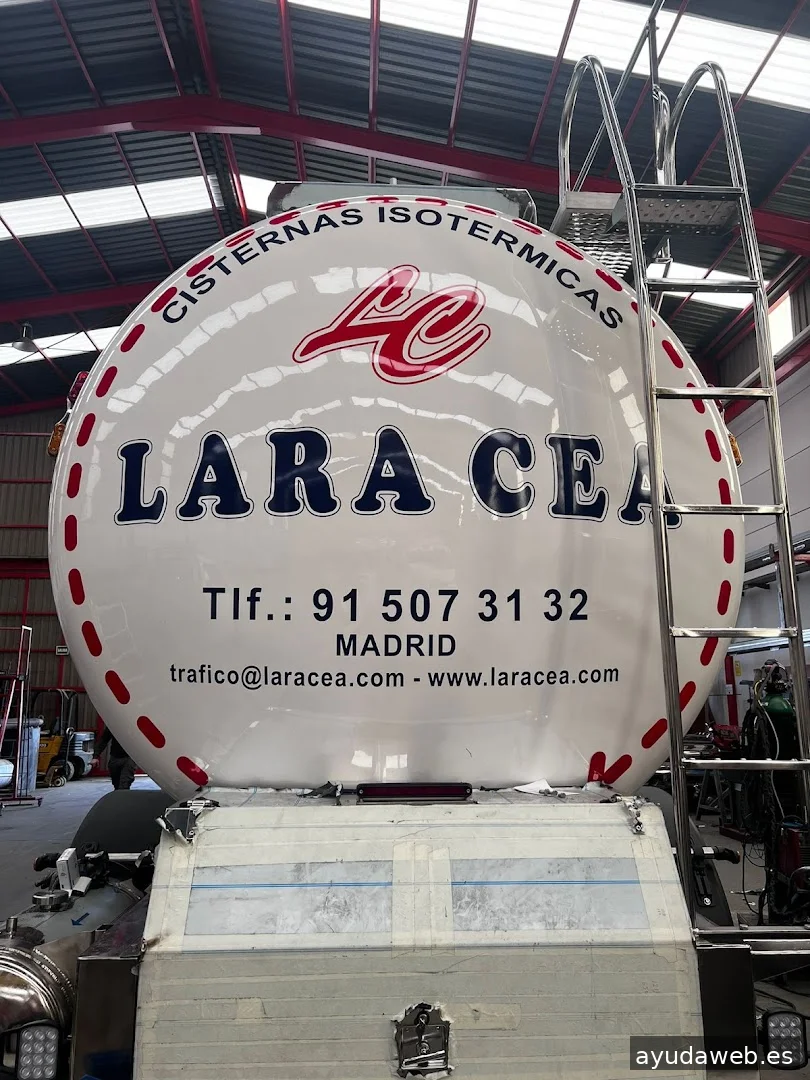 CISTERNAS ISOTERMICAS
LC
LARA CEA
Tlf.: 91 507 31 32
MADRID
trafico@laracea.com - www.laracea.com
ayudaweb.es